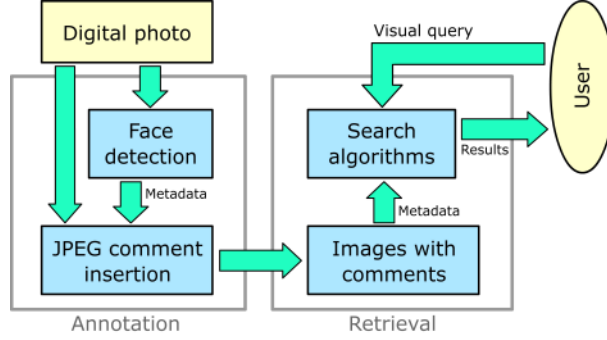 Digital photo
Visual query
User
Face
detection
Search
algorithms
Results
Metadata
Metadata
JPEG comment
insertion
Images with
comments
Annotation
Retrieval